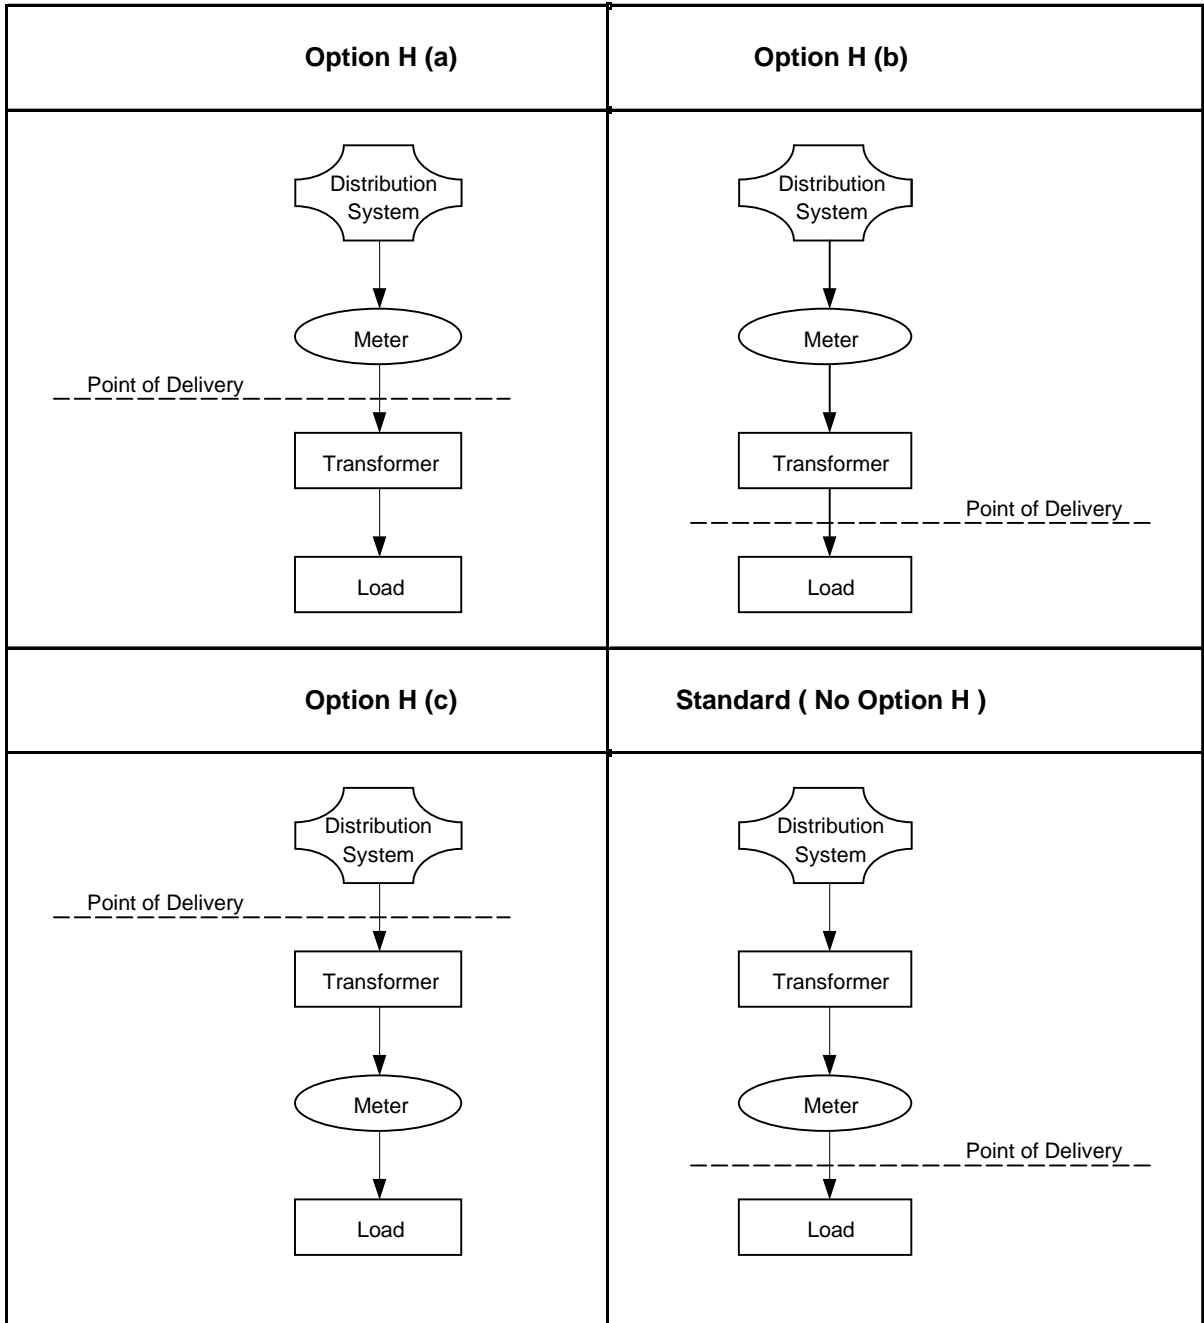 Option H (a)
Option H (b)
Distribution
System
Meter
Point of Delivery
Transformer
Load
Distribution
System
Meter
Transformer
Point of Delivery
Load
Option H (c)
Standard ( No Option H )
Distribution
System
Point of Delivery
Transformer
Meter
Load
Distribution
System
Transformer
Meter
Point of Delivery
Load